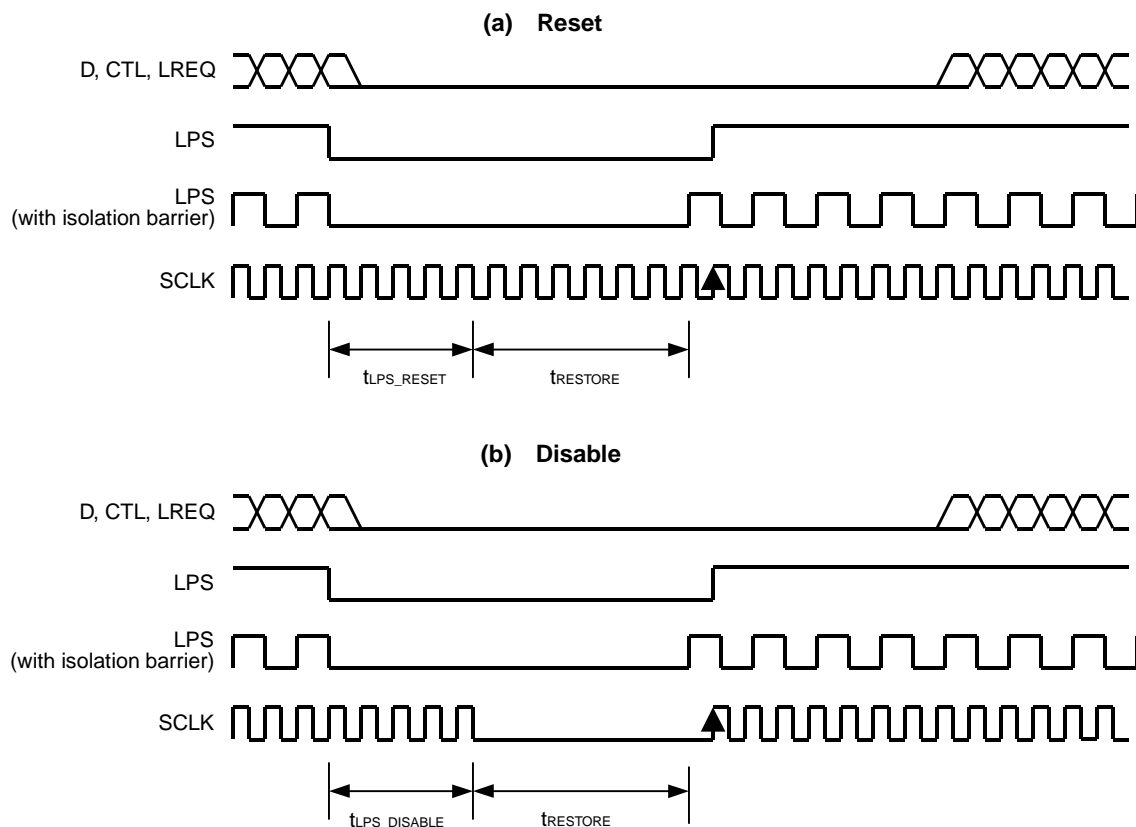 (a) Reset
D, CTL, LREQ
LPS
LPS
(with isolation barrier)
SCLK
tLPS_RESET
tRESTORE
(b) Disable
D, CTL, LREQ
LPS
LPS
(with isolation barrier)
SCLK
tLPS_DISABLE
tRESTORE